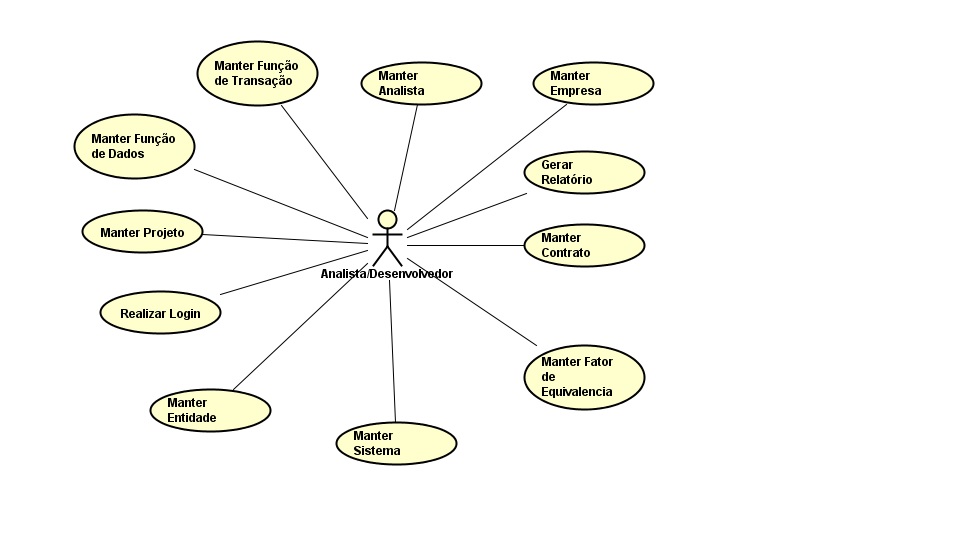 Manter Função
de Transação
Manter
Analista
Manter
Empresa
Manter Função
de Dados
Gerar
Relatório
Manter Projeto
Manter
Contrato
Analista/Desenvolvedor
Realizar Login
Manter Fator
de
Equivalencia
Manter
Entidade
Manter
Sistema